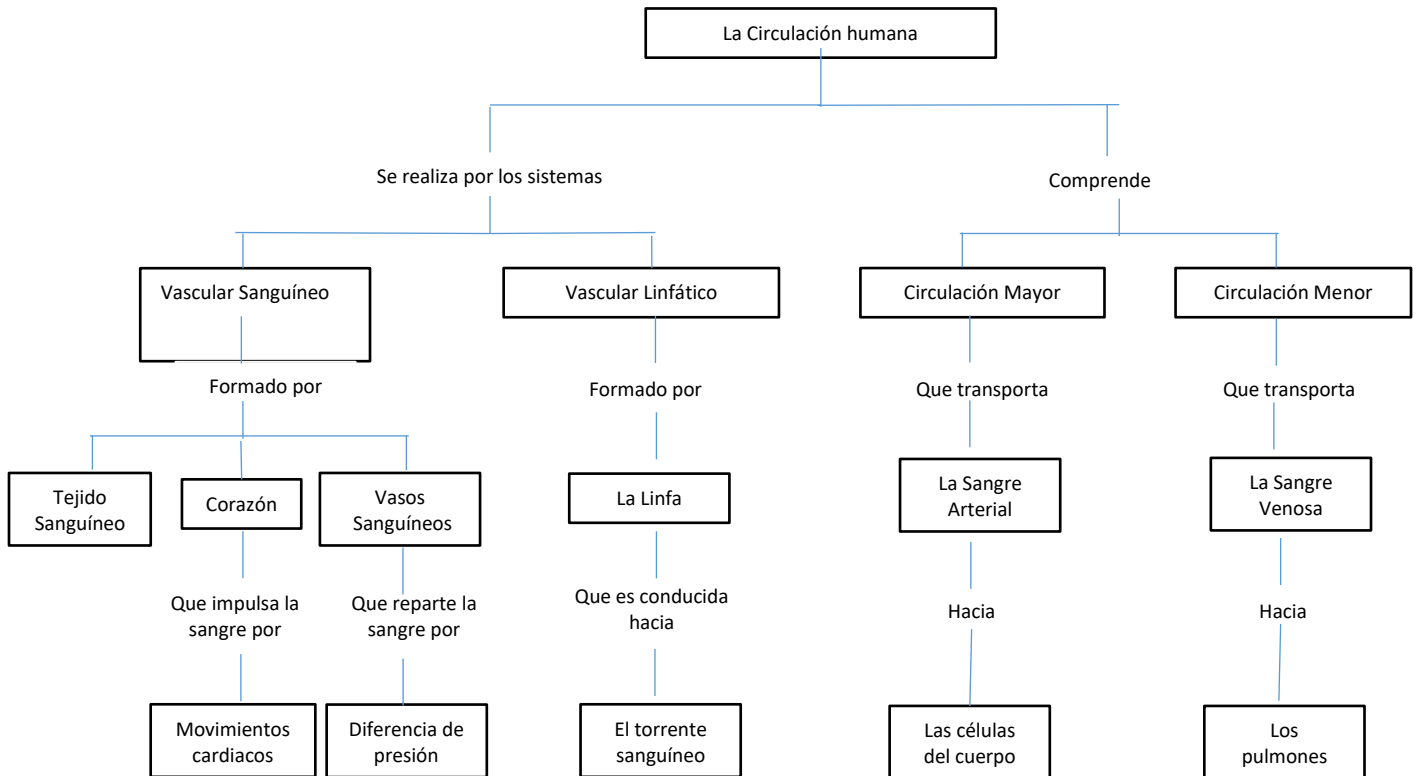 La Circulación humana
Se realiza por los sistemas
Comprende
Vascular Sanguíneo
Vascular Linfático
Circulación Mayor
Circulación Menor
Formado por
Formado por
Que transporta
Que transporta
Tejido
Sanguíneo
Corazón
Vasos
Sanguíneos
La Linfa
La Sangre
Arterial
La Sangre
Venosa
Que impulsa la
sangre por
Que reparte la
sangre por
Que es conducida
hacia
Hacia
Hacia
Movimientos
cardiacos
Diferencia de
presión
El torrente
sanguíneo
Las células
del cuerpo
Los
pulmones